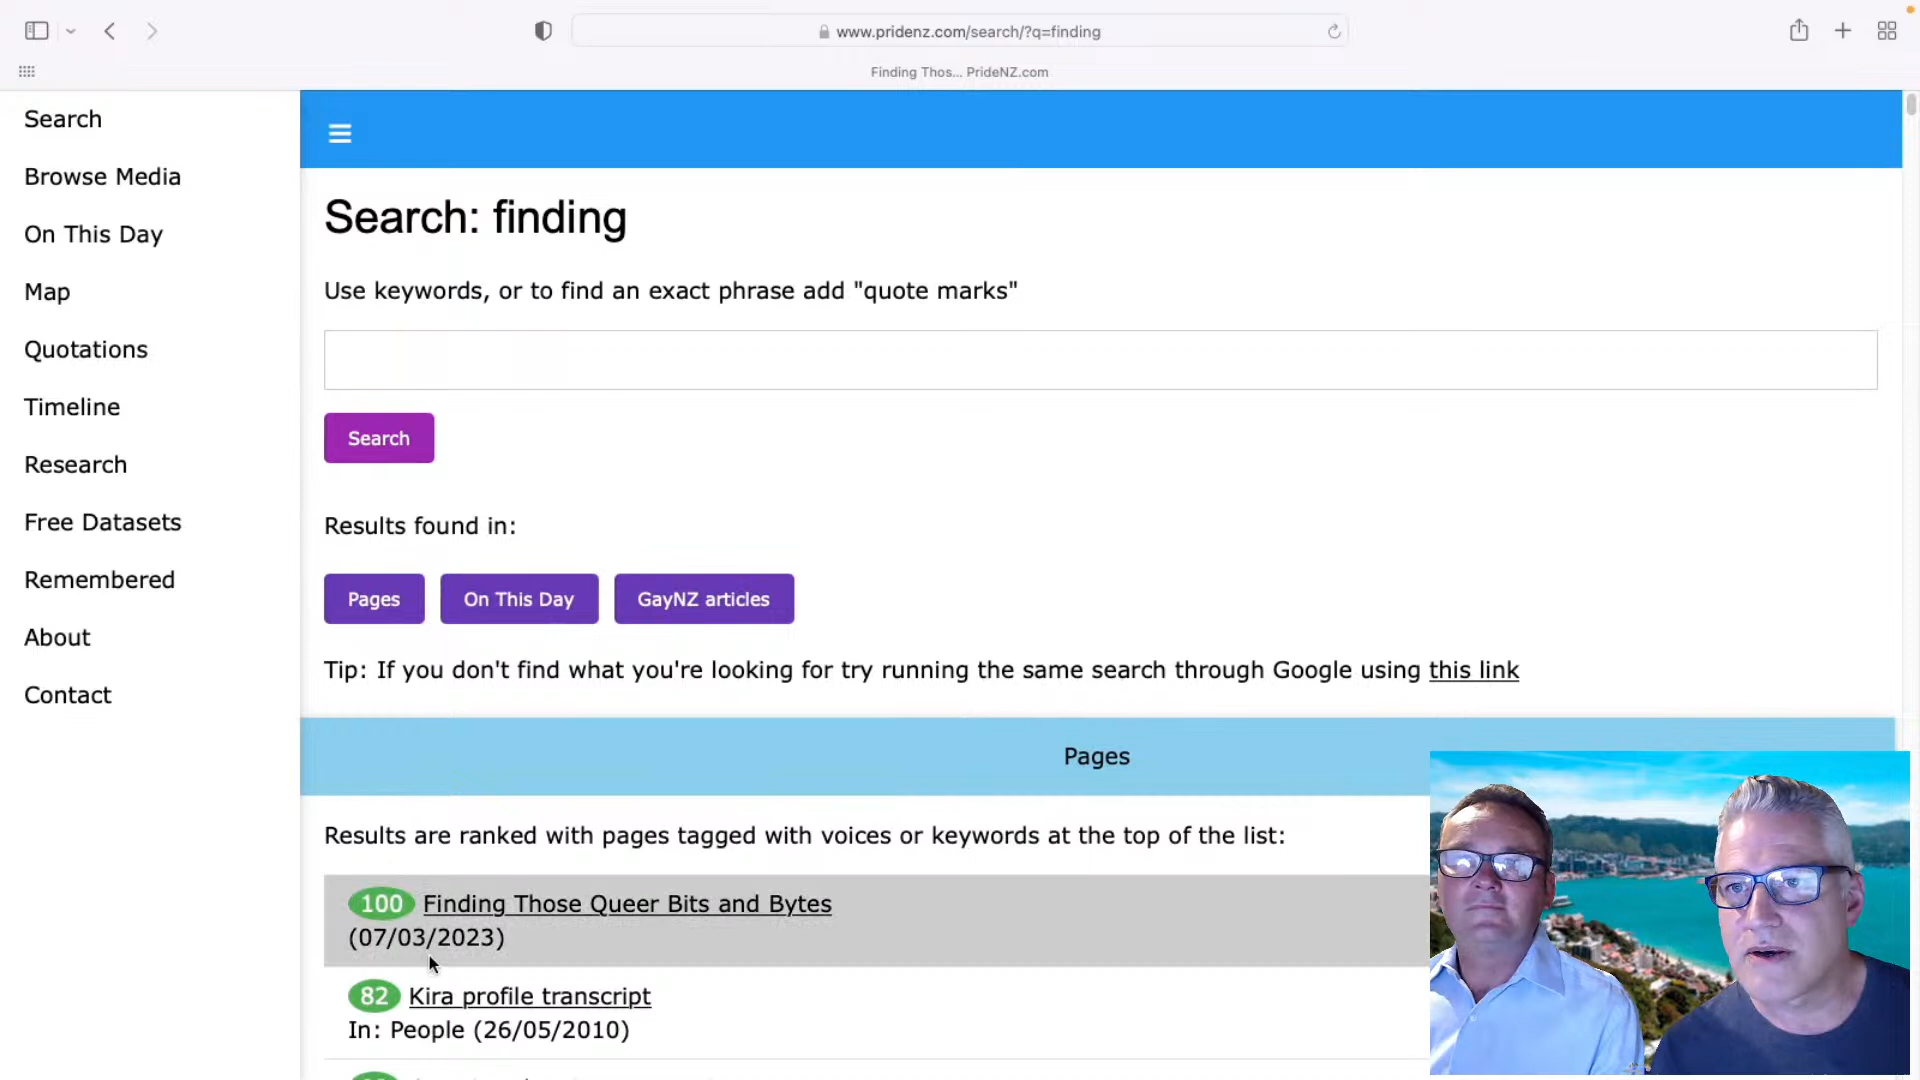 www.pridenz.com/search/?q=finding
Finding Thos... PrideNZ.com
Search
Browse Media
On This Day
Map
Quotations
Timeline
Research
Free Datasets
Remembered
About
Contact
Search: finding
Use keywords, or to find an exact phrase add "quote marks"
Search
Results found in:
Pages
On This Day
GayNZ articles
Tip: If you don't find what you're looking for try running the same search through Google using this link
Pages
Results are ranked with pages tagged with voices or keywords at the top of the list:
100 Finding Those Queer Bits and Bytes
(07/03/2023)
82 Kira profile transcript
In: People (26/05/2010)